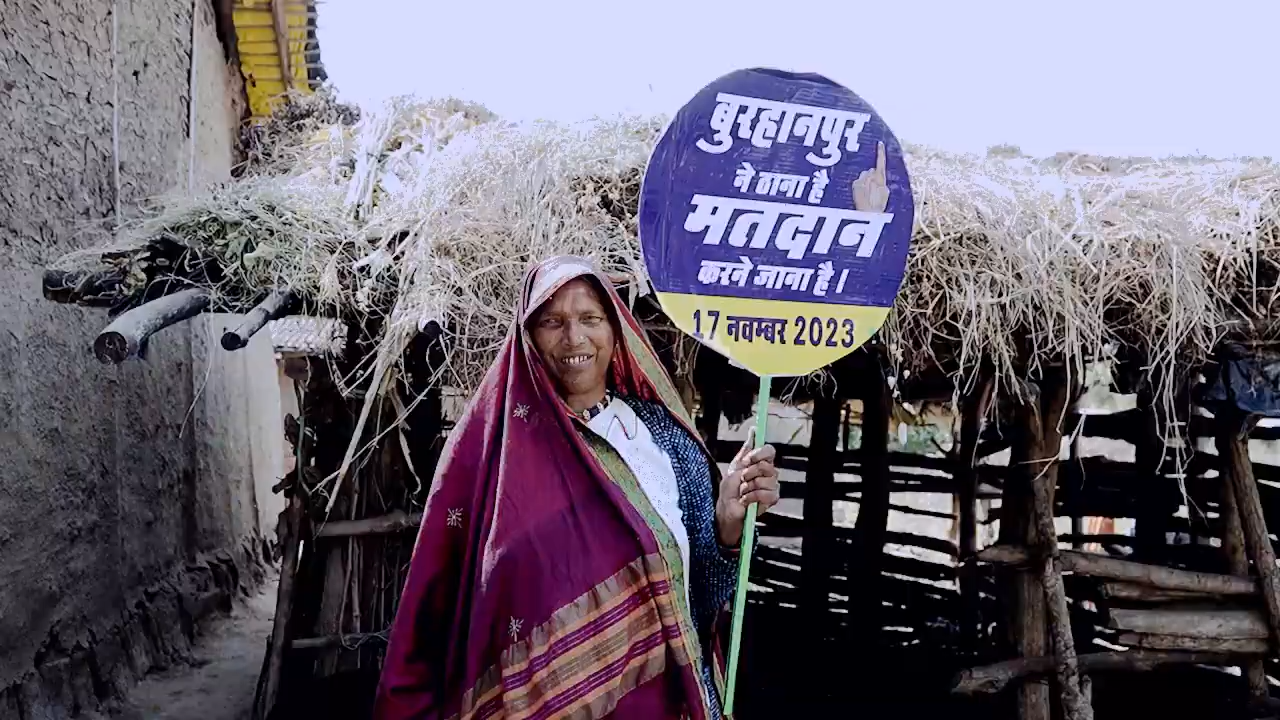 बुरहानपुर
ने ठाना है
मतदान
करने जाना है।
17 नवम्बर 2023